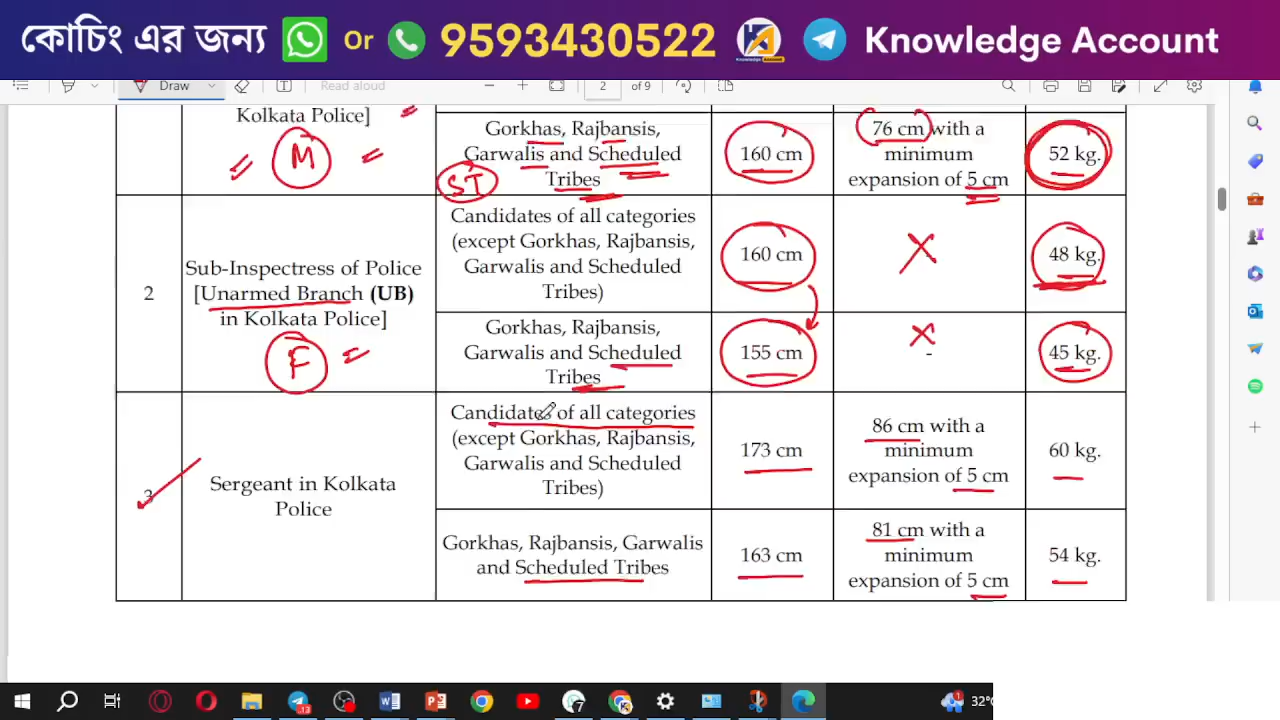 কোচিং এর জন্য Or 9593430522 Knowledge Account
Draw Read aloud 2 of 9
Kolkata Police]
M
Gorkhas, Rajbansis,
Garwalis and Scheduled
Tribes
ST
160 cm
76 cm with a
minimum
expansion of 5 cm
52 kg.
2
Sub-Inspectress of Police
[Unarmed Branch (UB)
in Kolkata Police]
F
Candidates of all categories
(except Gorkhas, Rajbansis,
Garwalis and Scheduled
Tribes)
160 cm
48 kg.
Gorkhas, Rajbansis,
Garwalis and Scheduled
Tribes
155 cm
-
45 kg.
3
Sergeant in Kolkata
Police
Candidates of all categories
(except Gorkhas, Rajbansis,
Garwalis and Scheduled
Tribes)
173 cm
86 cm with a
minimum
expansion of 5 cm
60 kg.
Gorkhas, Rajbansis, Garwalis
and Scheduled Tribes
163 cm
81 cm with a
minimum
expansion of 5 cm
54 kg.
32°